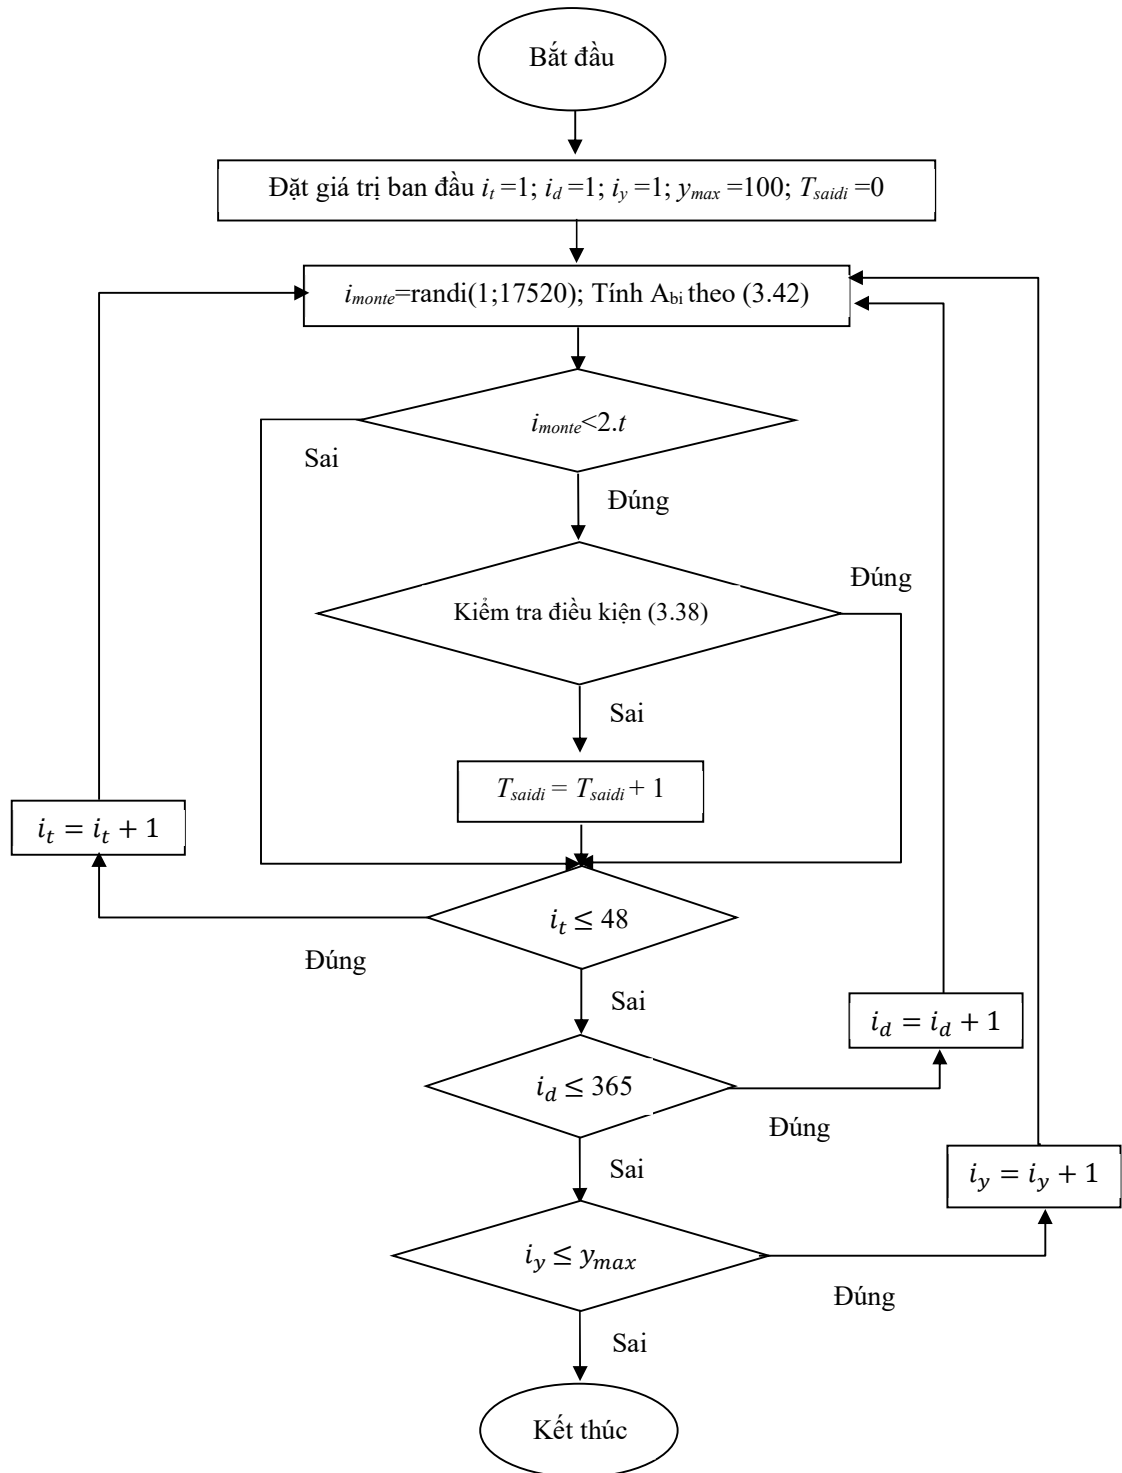 Bắt đầu
Đặt giá trị ban đầu i_t =1; i_d =1; i_y =1; y_max =100; T_saidi =0
i_monte=randi(1;17520); Tính A_bi theo (3.42)
i_monte<2.t
Sai
Đúng
Đúng
Kiểm tra điều kiện (3.38)
Sai
T_saidi = T_saidi + 1
i_t = i_t + 1
i_t ≤ 48
Đúng
Sai
i_d = i_d + 1
i_d ≤ 365
Đúng
Sai
i_y = i_y + 1
i_y ≤ y_max
Đúng
Sai
Kết thúc